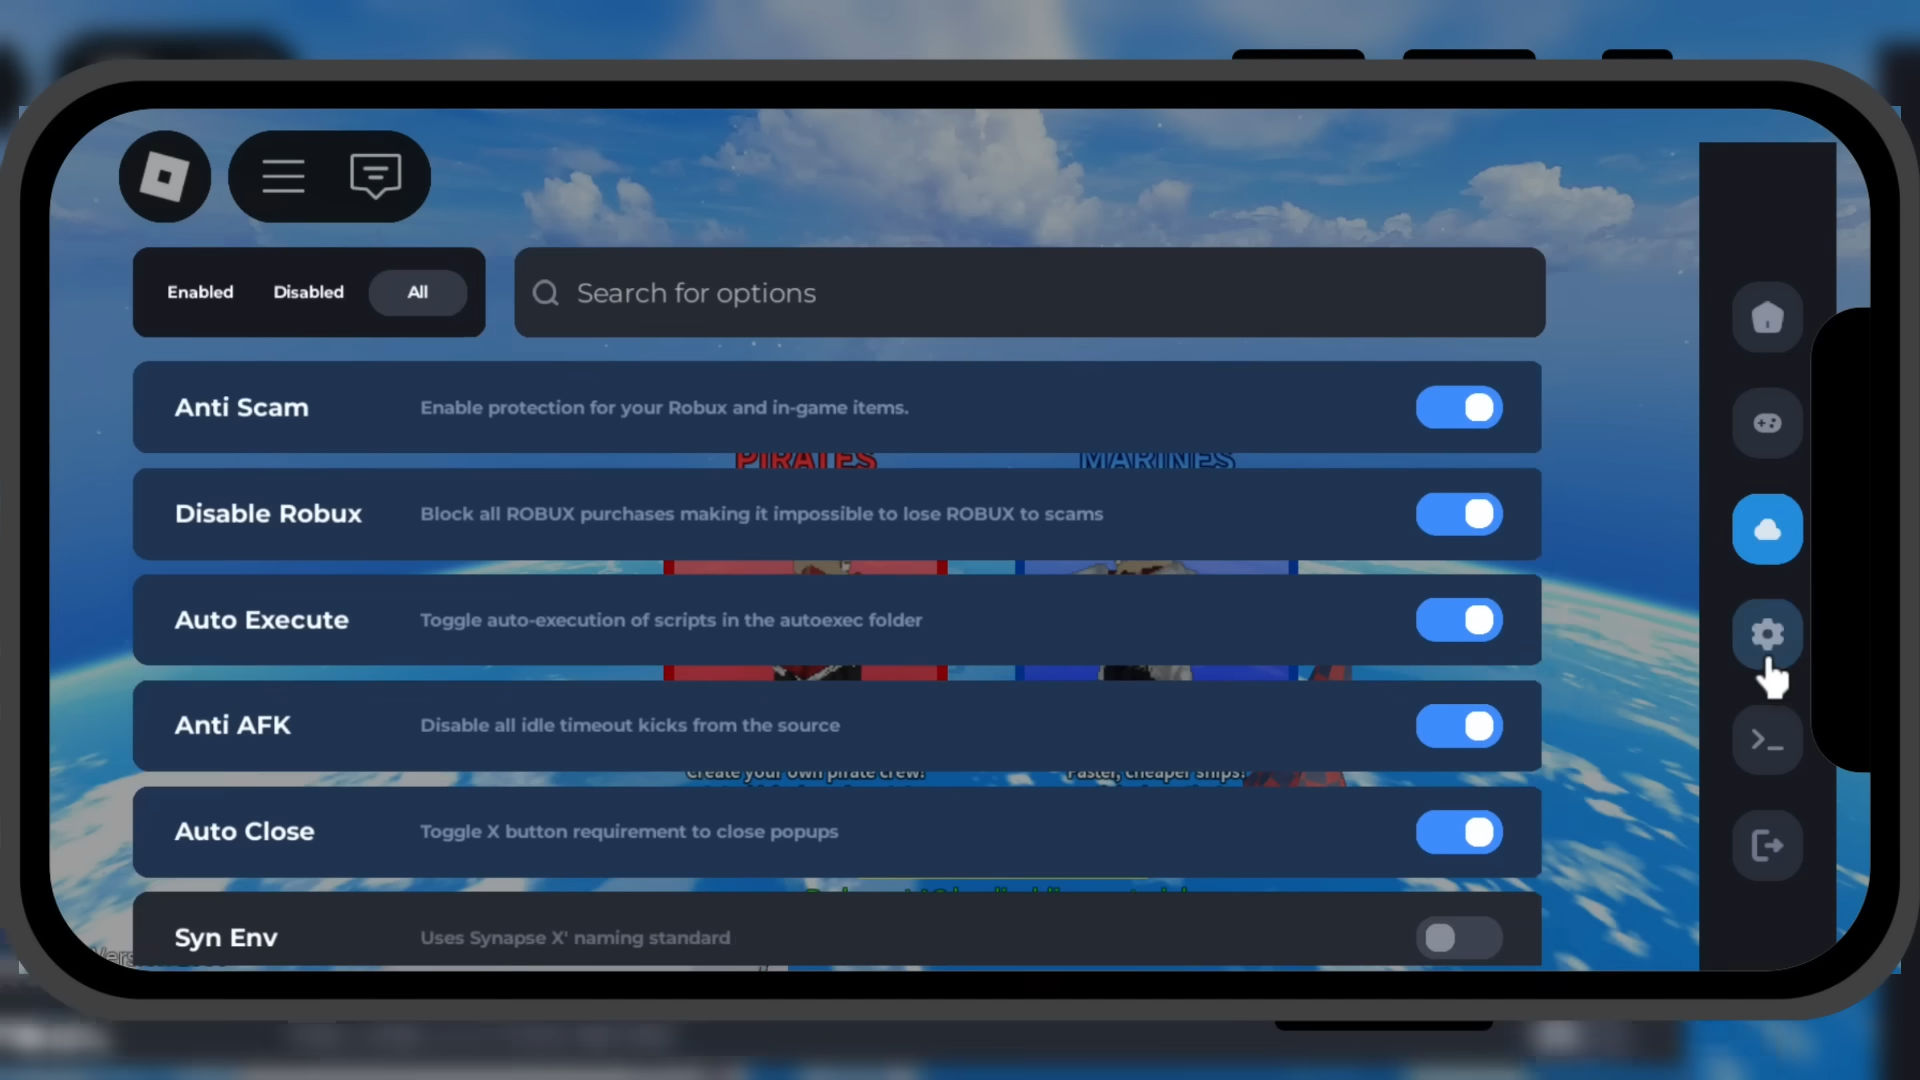 Enabled Disabled All
Search for options
Anti Scam Enable protection for your Robux and in-game items.
PIRATES MARINES
Disable Robux Block all ROBUX purchases making it impossible to lose ROBUX to scams
Auto Execute Toggle auto-execution of scripts in the autoexec folder
Anti AFK Disable all idle timeout kicks from the source
Create your own pirate crew! Faster, cheaper ships!
Auto Close Toggle X button requirement to close popups
Syn Env Uses Synapse X' naming standard